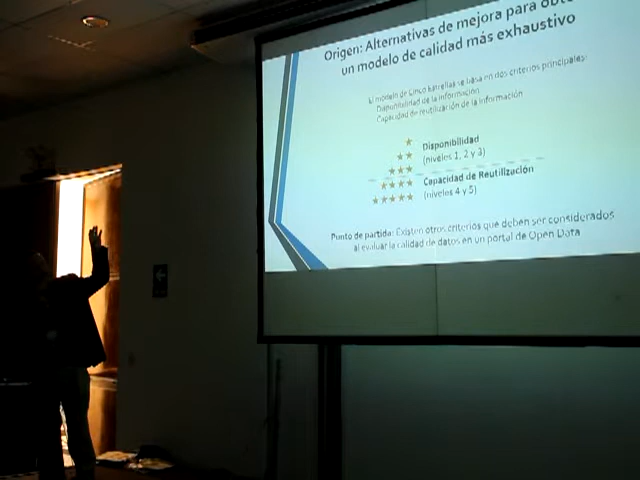 Origen: Alternativas de mejora para
un modelo de calidad más exhaustivo
El modelo de Cinco Estrellas se basa en dos criterios principales:
Disponibilidad de la información
Capacidad de reutilización de la información
Disponibilidad
(niveles 1, 2 y 3)
Capacidad de Reutilización
(niveles 4 y 5)
Punto de partida: Existen otros criterios que deben ser considerados
al evaluar la calidad de datos en un portal de Open Data